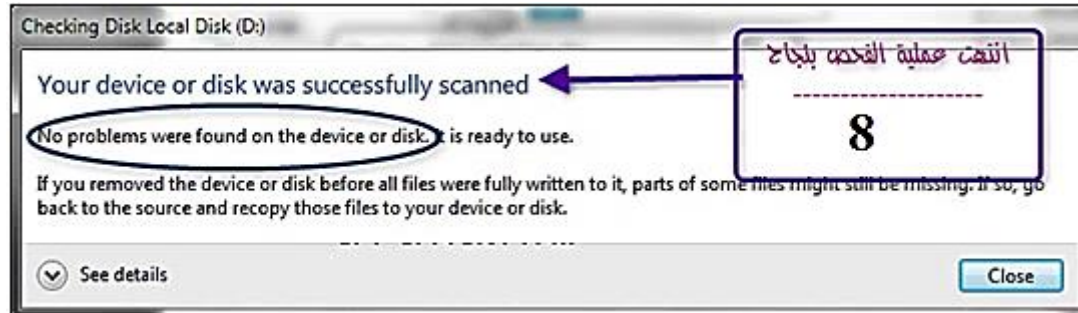 Checking Disk Local Disk (D:)
انتهت عملية الفحص بنجاح
--------------------
8
Your device or disk was successfully scanned
No problems were found on the device or disk. is ready to use.
If you removed the device or disk before all files were fully written to it, parts of some files might still be missing. If so, go
back to the source and recopy those files to your device or disk.
See details
Close